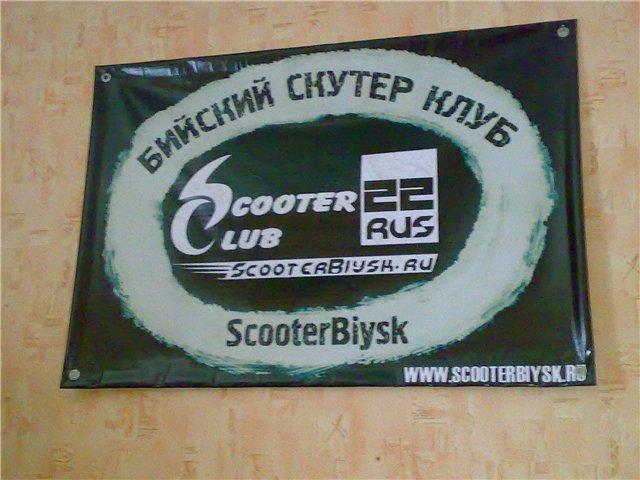 БИЙСКИЙ СКУТЕР КЛУБ
SCOOTER
CLUB
22
RUS
SCOOTERBIYSK.RU
ScooterBiysk
WWW.SCOOTERBIYSK.RU